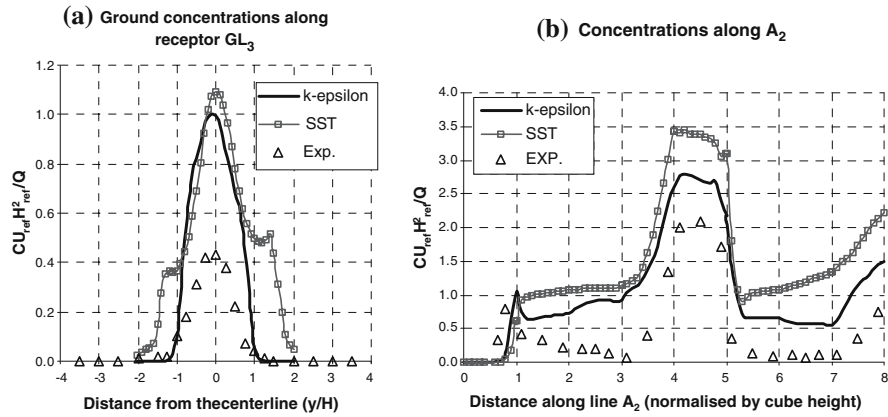 (a) Ground concentrations along
receptor GL3
CUrefH²ref/Q
1.2
1.0
0.8
0.6
0.4
0.2
0.0
k-epsilon
SST
Exp.
-4 -3 -2 -1 0 1 2 3 4
Distance from thecenterline (y/H)
(b) Concentrations along A2
CUrefH²ref/Q
4.0
3.5
3.0
2.5
2.0
1.5
1.0
0.5
0.0
k-epsilon
SST
EXP.
0 1 2 3 4 5 6 7 8
Distance along line A2 (normalised by cube height)